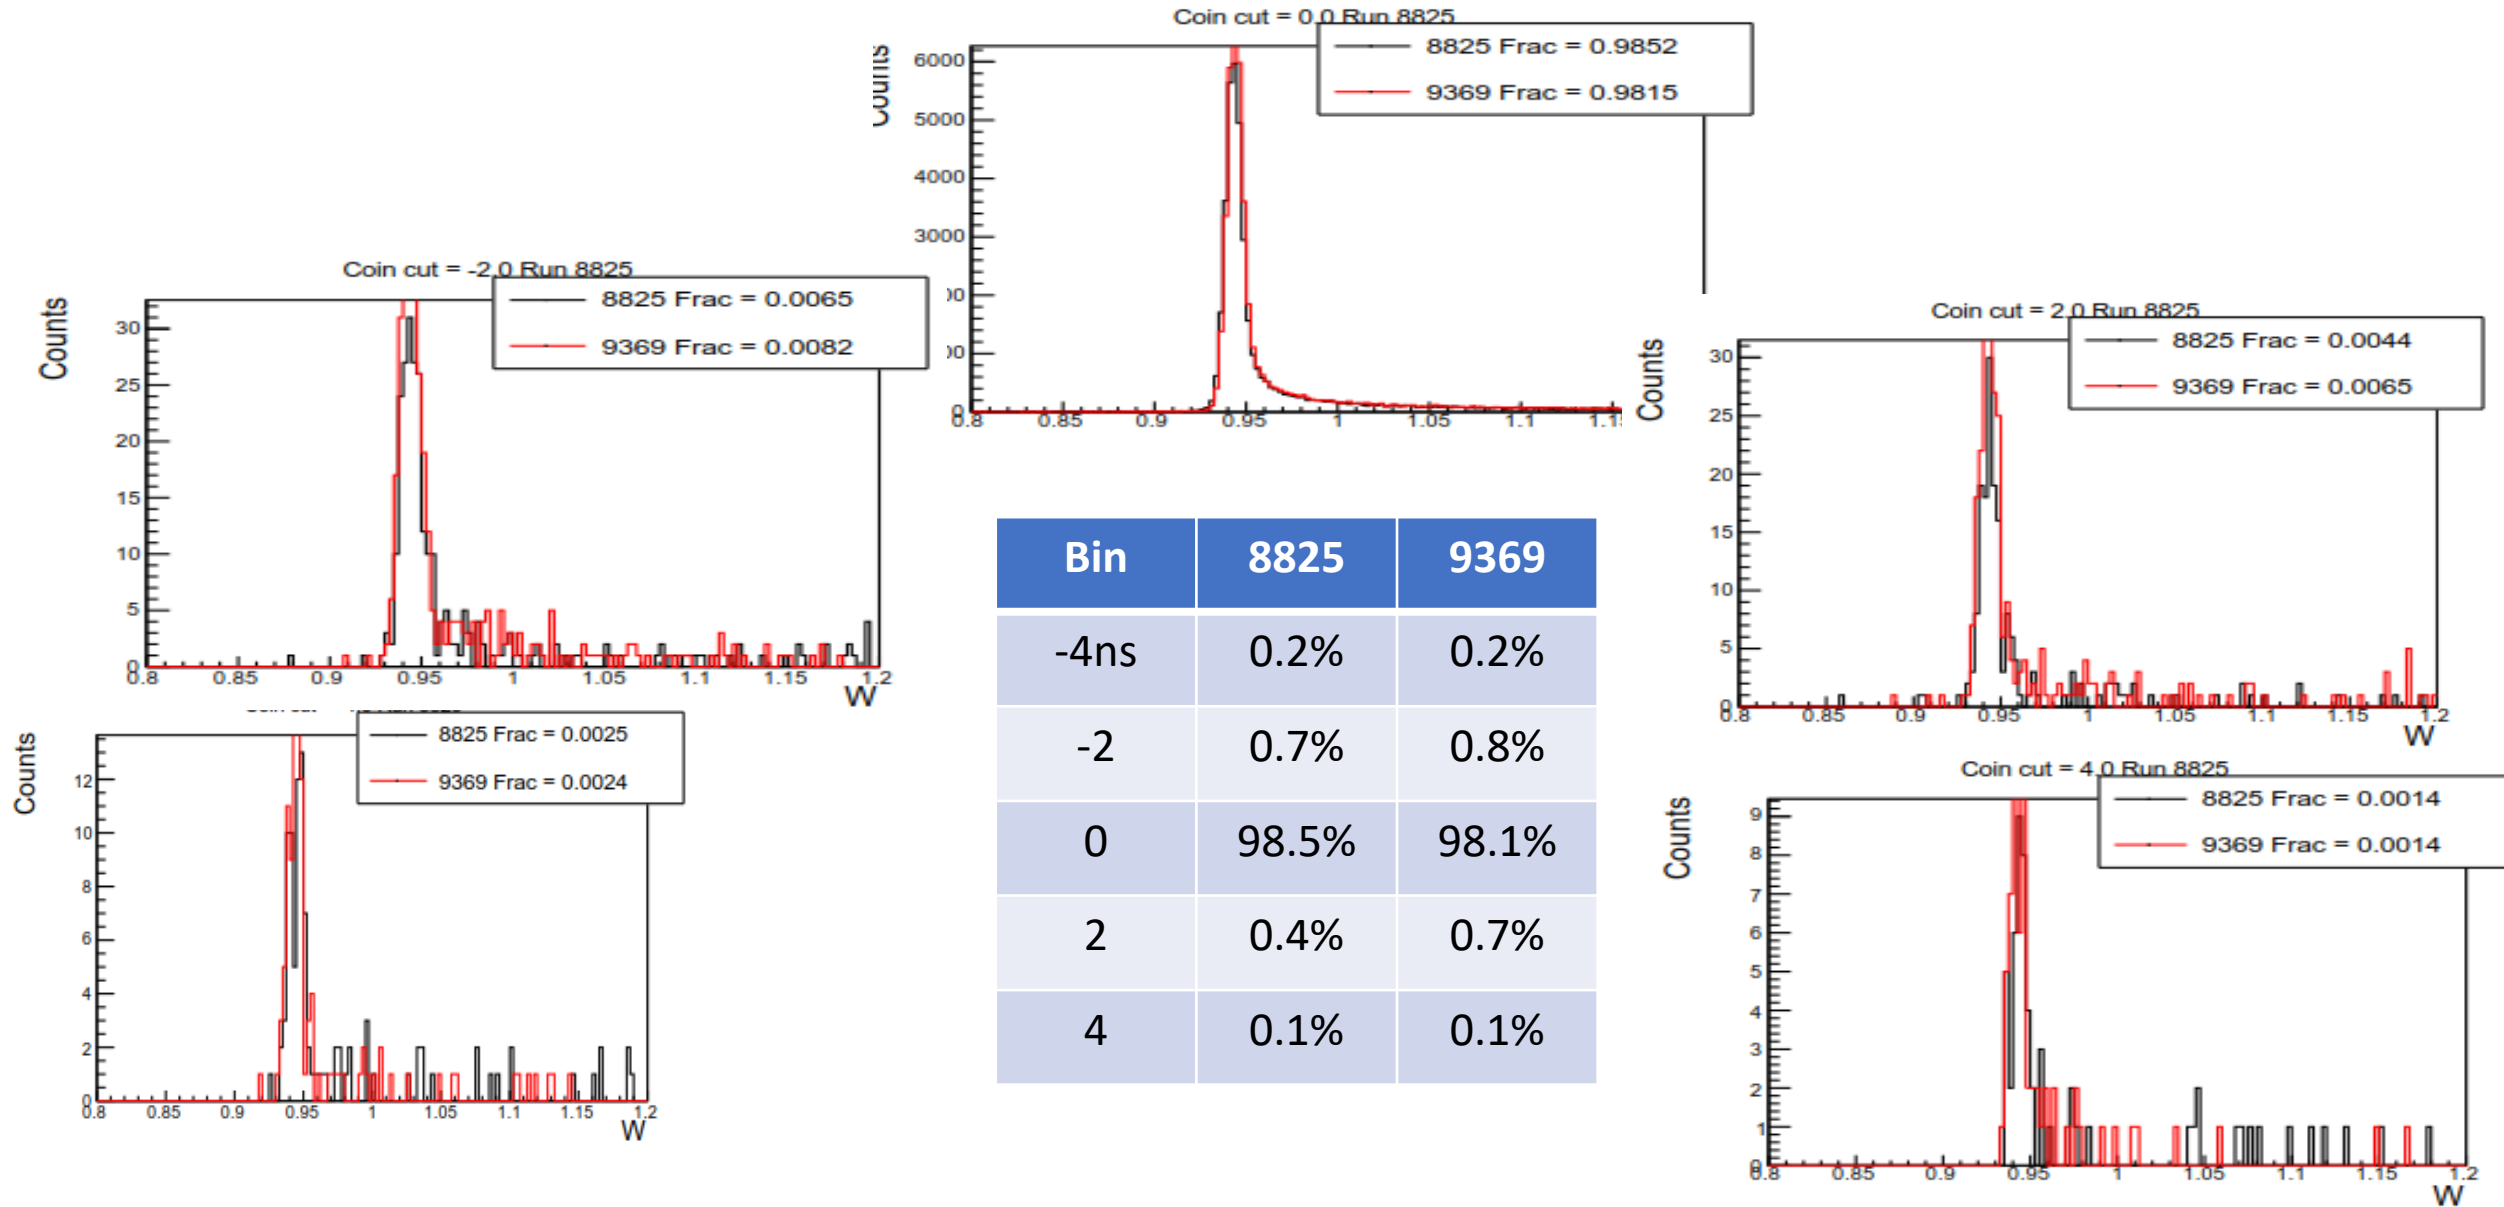 Coin cut = 0.0 Run 8825
8825 Frac = 0.9852
9369 Frac = 0.9815
Counts
6000
5000
4000
3000
00
00
0
0.8 0.85 0.9 0.95 1 1.05 1.1 1.1
Coin cut = -2.0 Run 8825
8825 Frac = 0.0065
9369 Frac = 0.0082
Counts
30
25
20
15
10
5
0
0.8 0.85 0.9 0.95 1 1.05 1.1 1.15 1.2
W
Coin cut = 2.0 Run 8825
8825 Frac = 0.0044
9369 Frac = 0.0065
Counts
30
25
20
15
10
5
0
0.8 0.85 0.9 0.95 1 1.05 1.1 1.15 1.2
W
Bin 8825 9369
-4ns 0.2% 0.2%
-2 0.7% 0.8%
0 98.5% 98.1%
2 0.4% 0.7%
4 0.1% 0.1%
8825 Frac = 0.0025
9369 Frac = 0.0024
Counts
12
10
8
6
4
2
0
0.8 0.85 0.9 0.95 1 1.05 1.1 1.15 1.2
W
Coin cut = 4.0 Run 8825
8825 Frac = 0.0014
9369 Frac = 0.0014
Counts
9
8
7
6
5
4
3
2
1
0
0.8 0.85 0.9 0.95 1 1.05 1.1 1.15 1.2
W